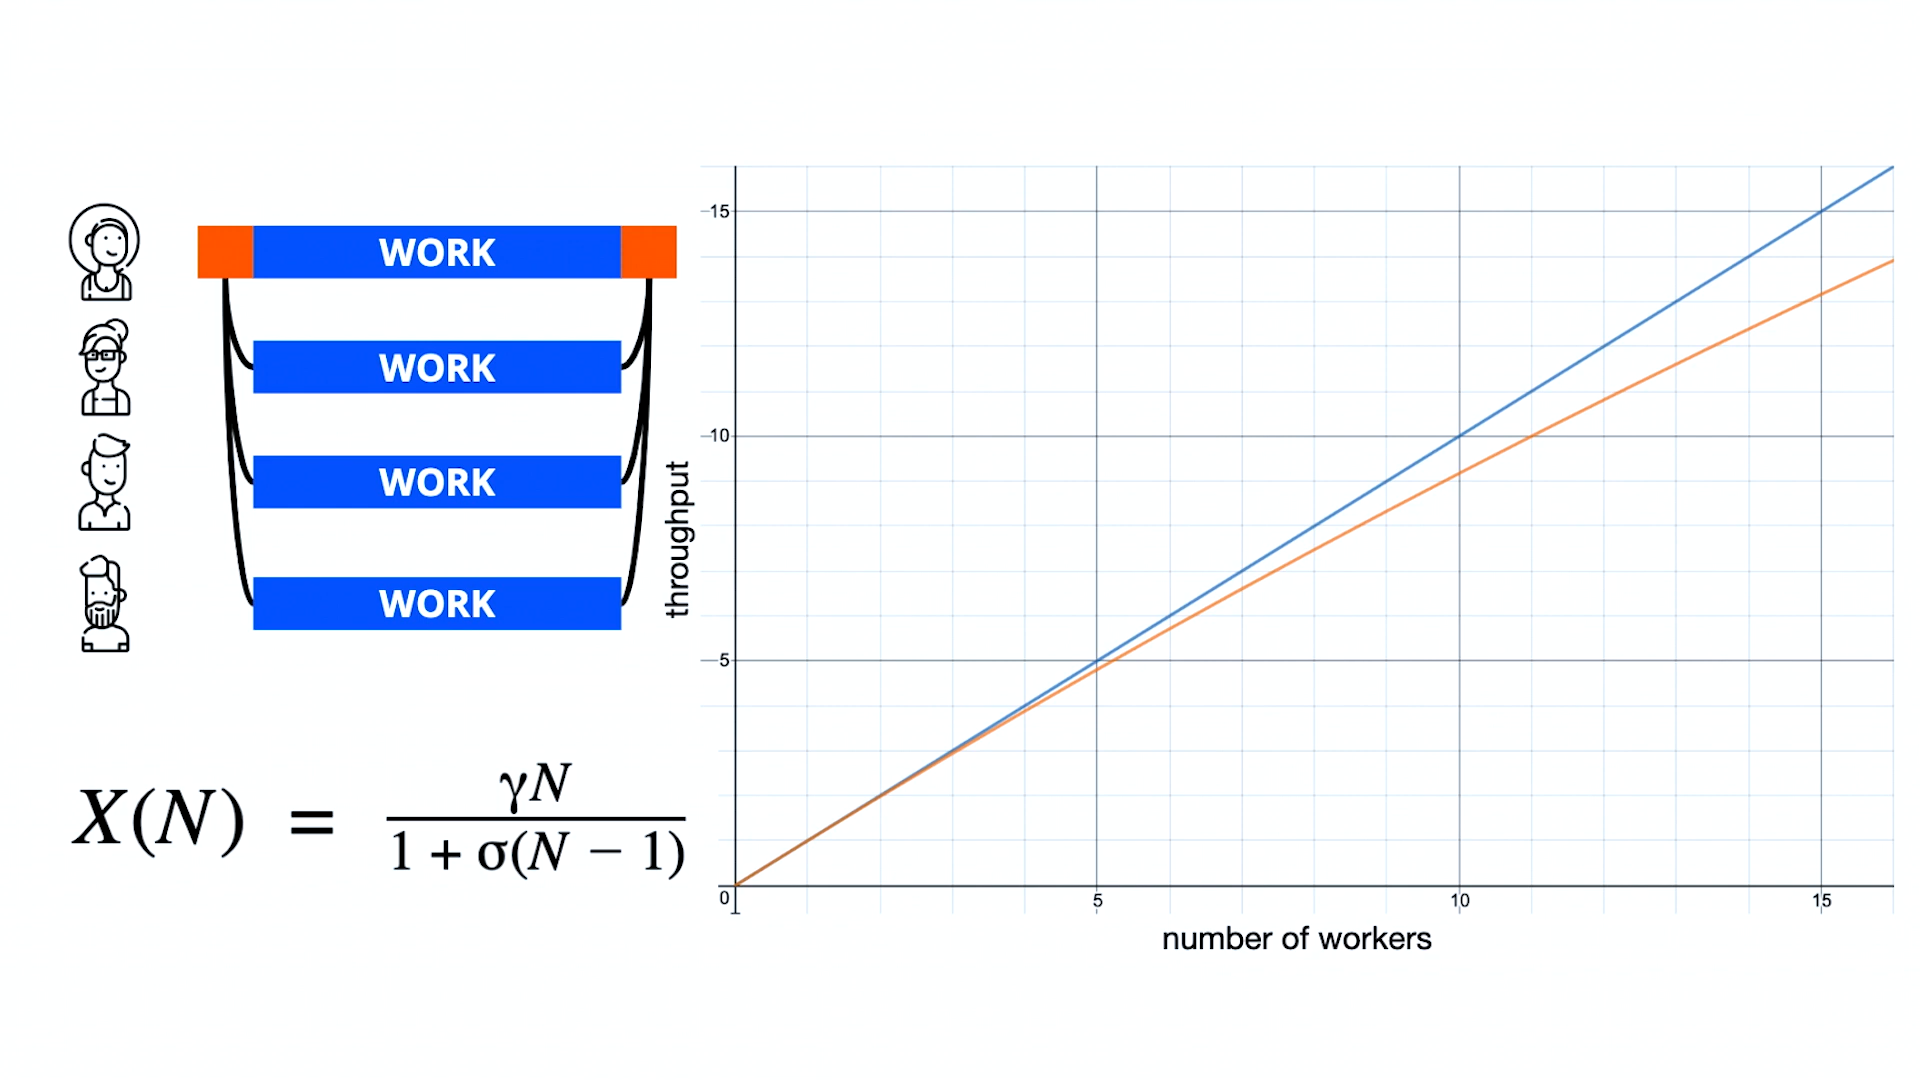 WORK
WORK
WORK
WORK
X(N) = γN / 1 + σ(N − 1)
throughput
15
10
5
0
5
10
15
number of workers